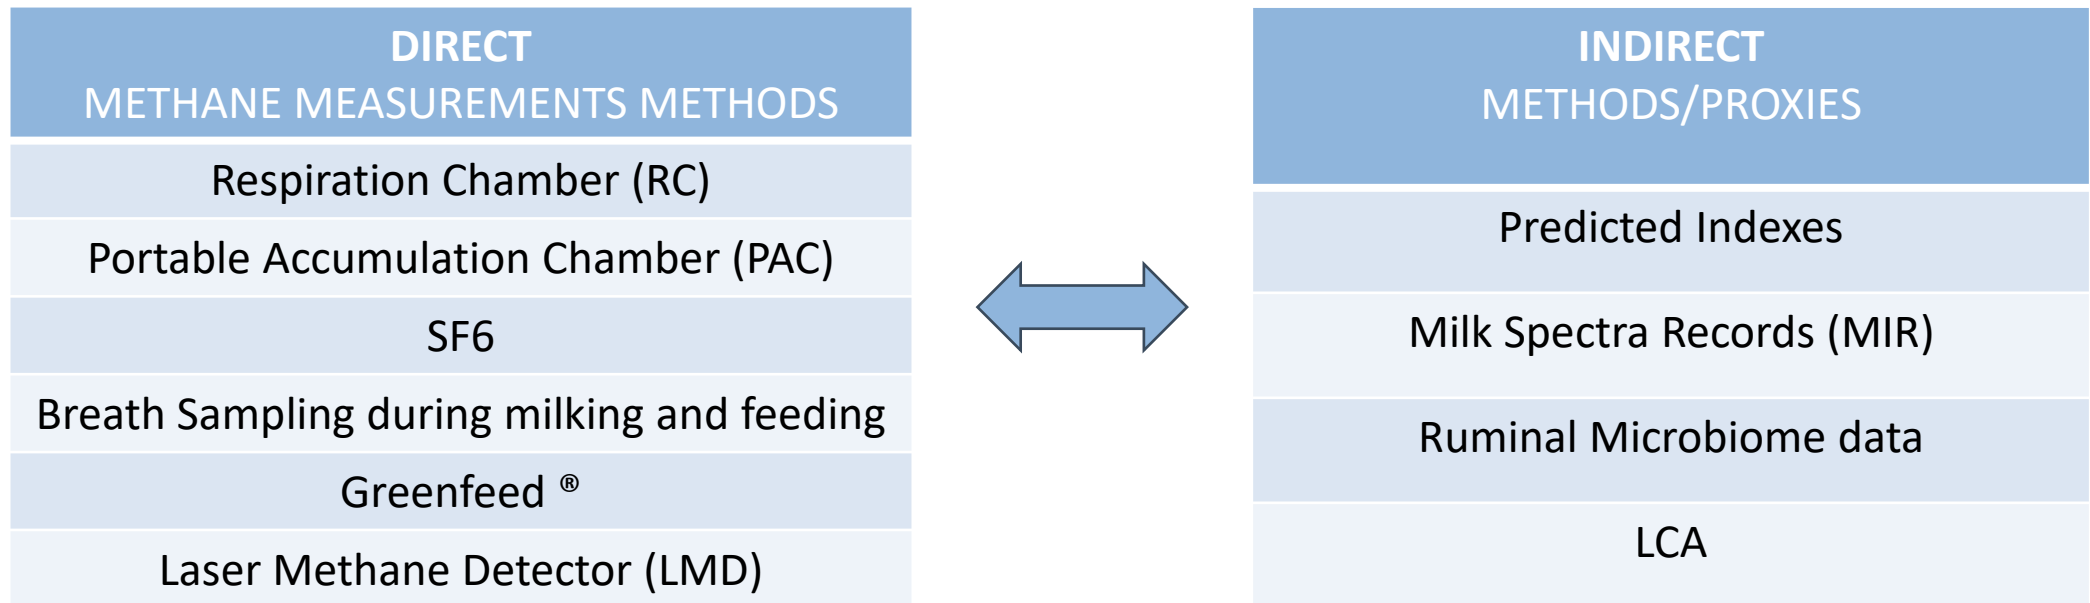 DIRECT
METHANE MEASUREMENTS METHODS
Respiration Chamber (RC)
Portable Accumulation Chamber (PAC)
SF6
Breath Sampling during milking and feeding
Greenfeed ®
Laser Methane Detector (LMD)
INDIRECT
METHODS/PROXIES
Predicted Indexes
Milk Spectra Records (MIR)
Ruminal Microbiome data
LCA